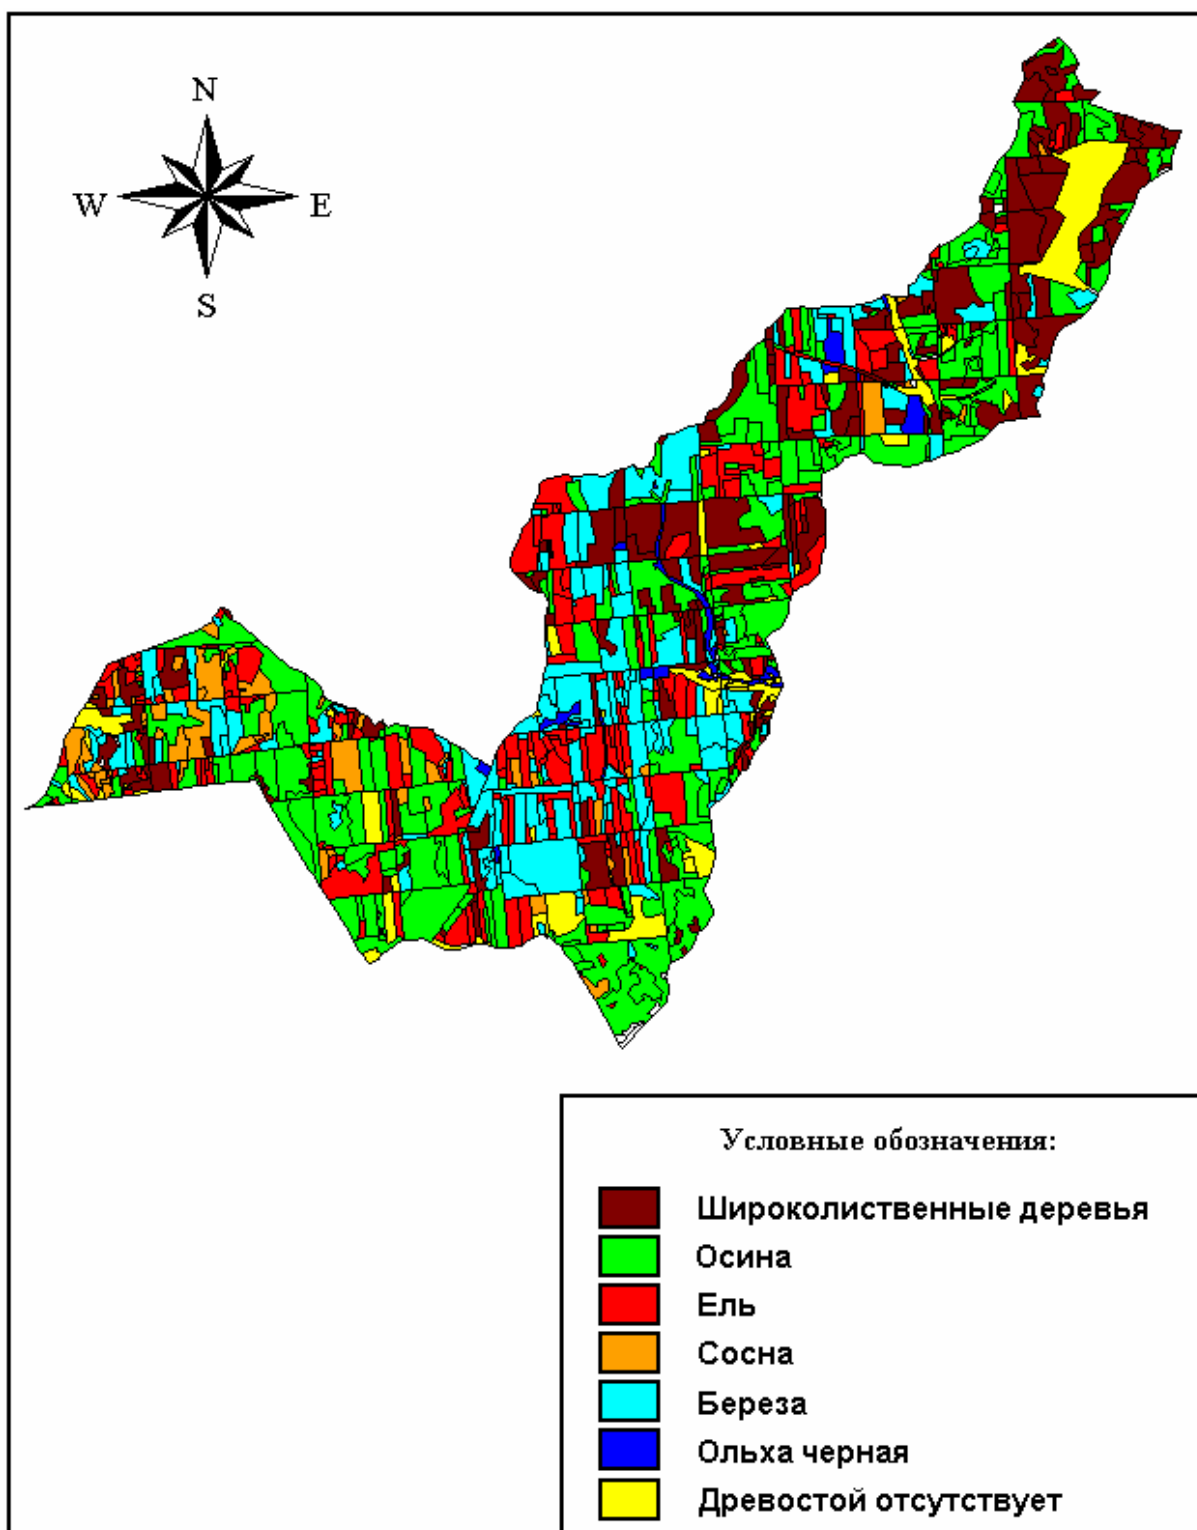 N
W E
S
Условные обозначения:
Широколиственные деревья
Осина
Ель
Сосна
Береза
Ольха черная
Древостой отсутствует